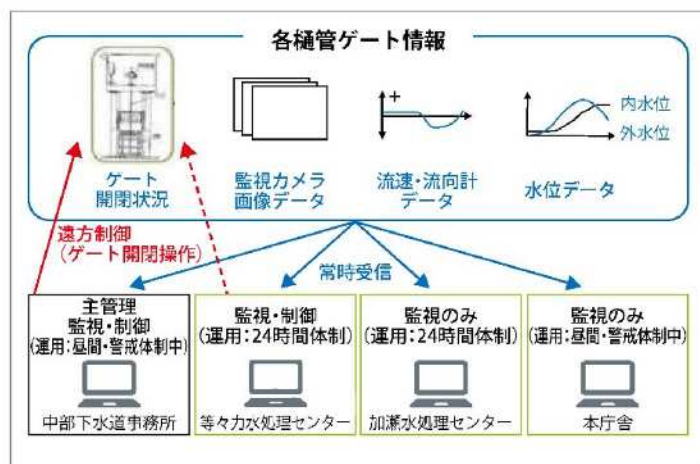 各樋管ゲート情報
+
内水位
外水位
ゲート
開閉状況
監視カメラ
画像データ
流速・流向計
データ
水位データ
遠方制御
(ゲート開閉操作)
常時受信
主管理
監視・制御
(運用:昼間・警戒体制中)
中部下水道事務所
監視・制御
(運用:24時間体制)
等々力水処理センター
監視のみ
(運用:24時間体制)
加瀬水処理センター
監視のみ
(運用:昼間・警戒体制中)
本庁舎